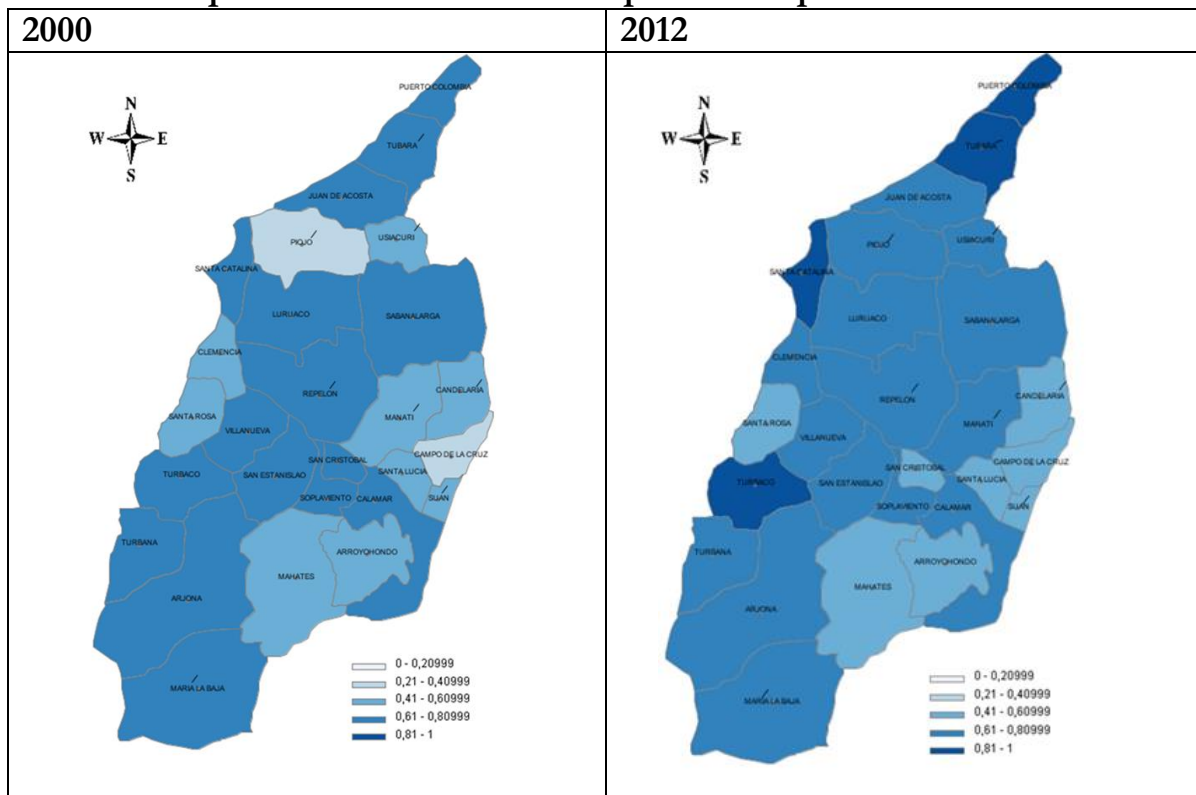 2000
2012
N
W E
S
PUERTO COLOMBIA
TUBARA
JUAN DE ACOSTA
PIOJO
USIACURI
SANTA CATALINA
LURUACO
SABANALARGA
CLEMENCIA
REPELON
CANDELARIA
SANTA ROSA
MANATI
VILLANUEVA
CAMPO DE LA CRUZ
SAN CRISTOBAL
SANTA LUCIA
TURBACO
SAN ESTANISLAO
SOPLAVIENTO
CALAMAR
SUAN
TURBANA
ARROYOHONDO
MAHATES
ARJONA
MARIA LA BAJA
0 - 0,20999
0,21 - 0,40999
0,41 - 0,60999
0,61 - 0,80999
0,81 - 1
N
W E
S
PUERTO COLOMBIA
TUBARA
JUAN DE ACOSTA
PIOJO
USIACURI
SANTA CATALINA
LURUACO
SABANALARGA
CLEMENCIA
REPELON
CANDELARIA
SANTA ROSA
MANATI
VILLANUEVA
CAMPO DE LA CRUZ
SAN CRISTOBAL
SANTA LUCIA
TURBACO
SAN ESTANISLAO
SOPLAVIENTO
CALAMAR
SUAN
TURBANA
ARROYOHONDO
MAHATES
ARJONA
MARIA LA BAJA
0 - 0,20999
0,21 - 0,40999
0,41 - 0,60999
0,61 - 0,80999
0,81 - 1